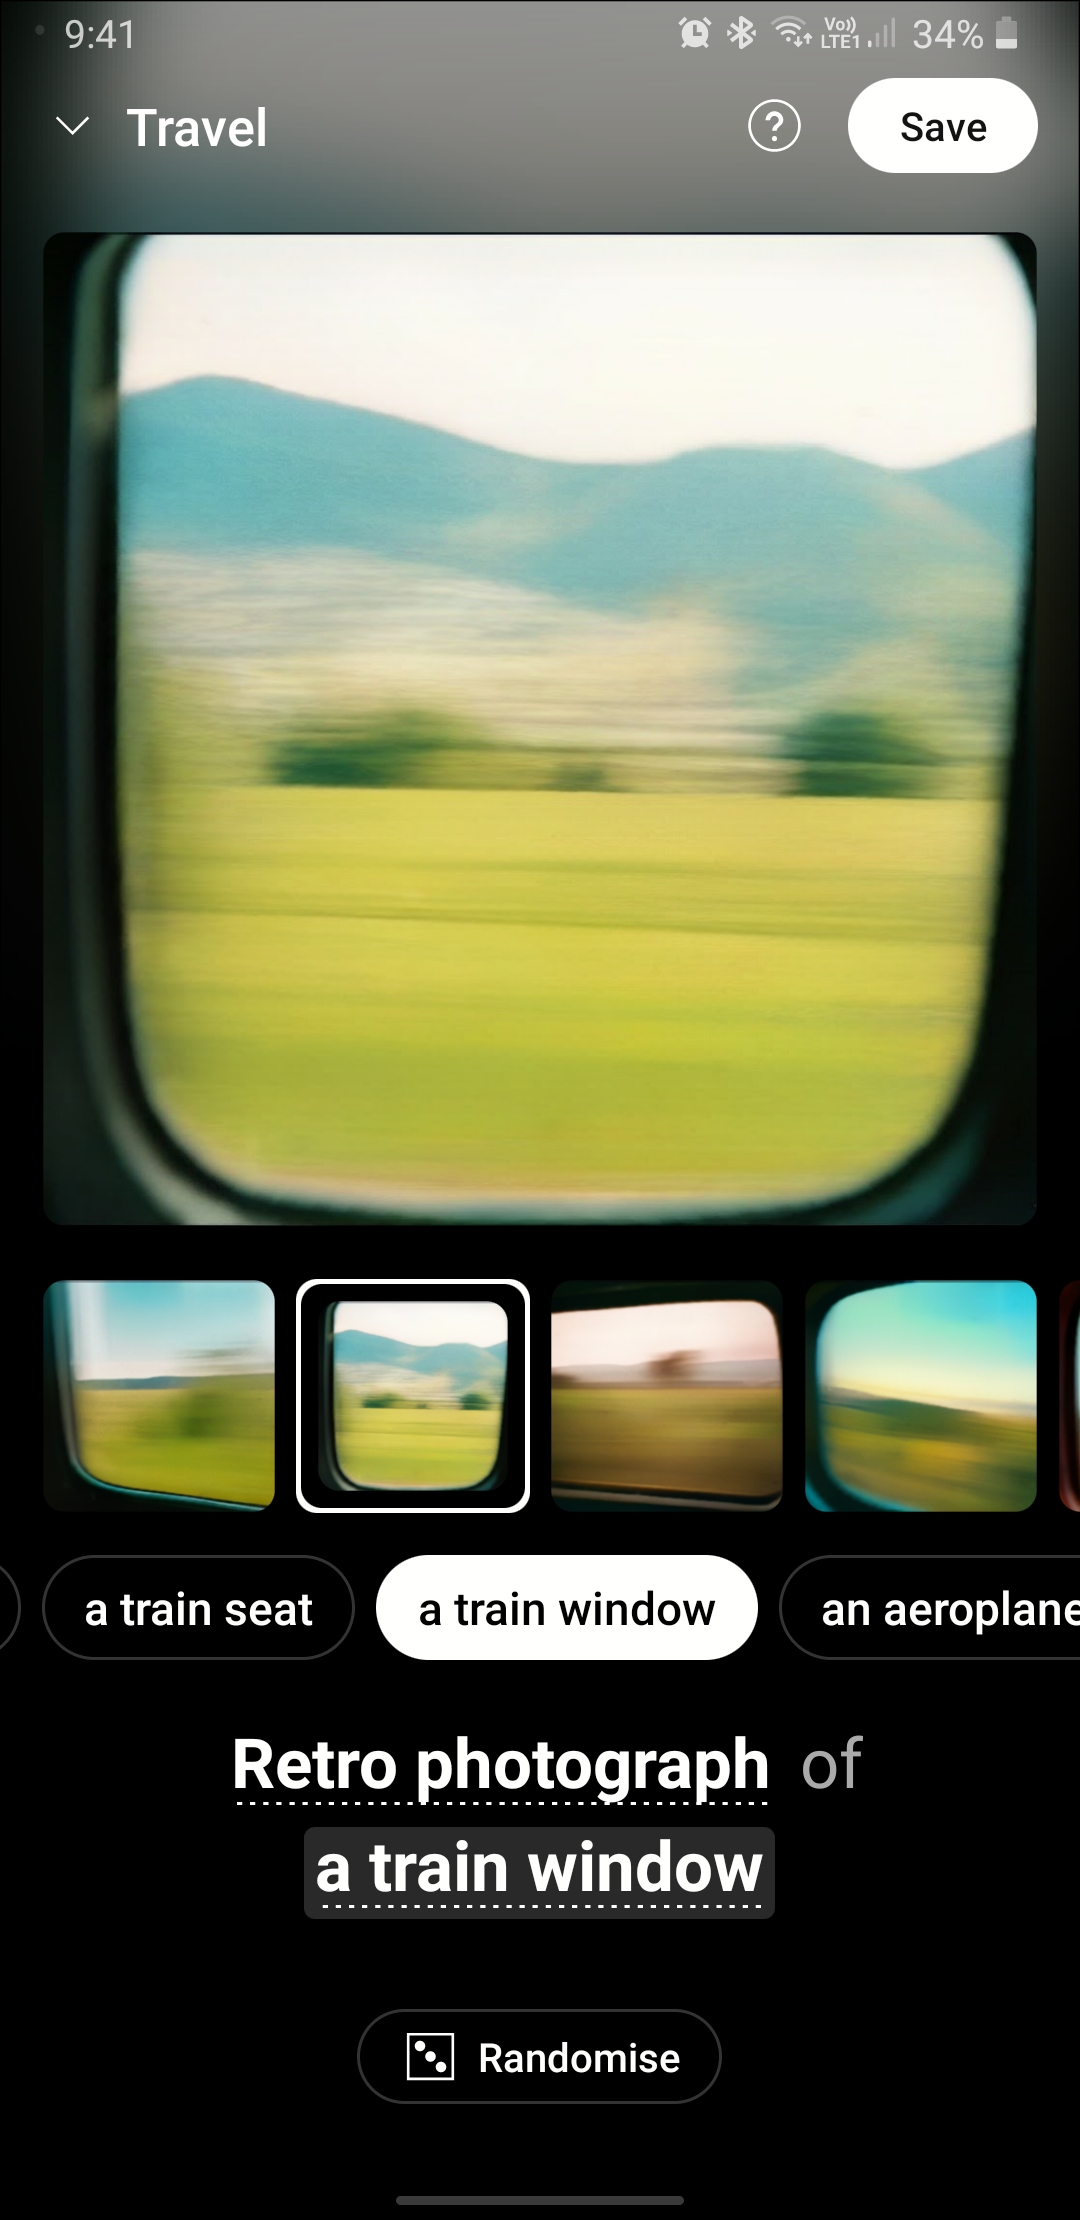 9:41
Vo))
LTE1
34%
Travel
?
Save
a train seat
a train window
an aeroplane
Retro photograph of
a train window
Randomise